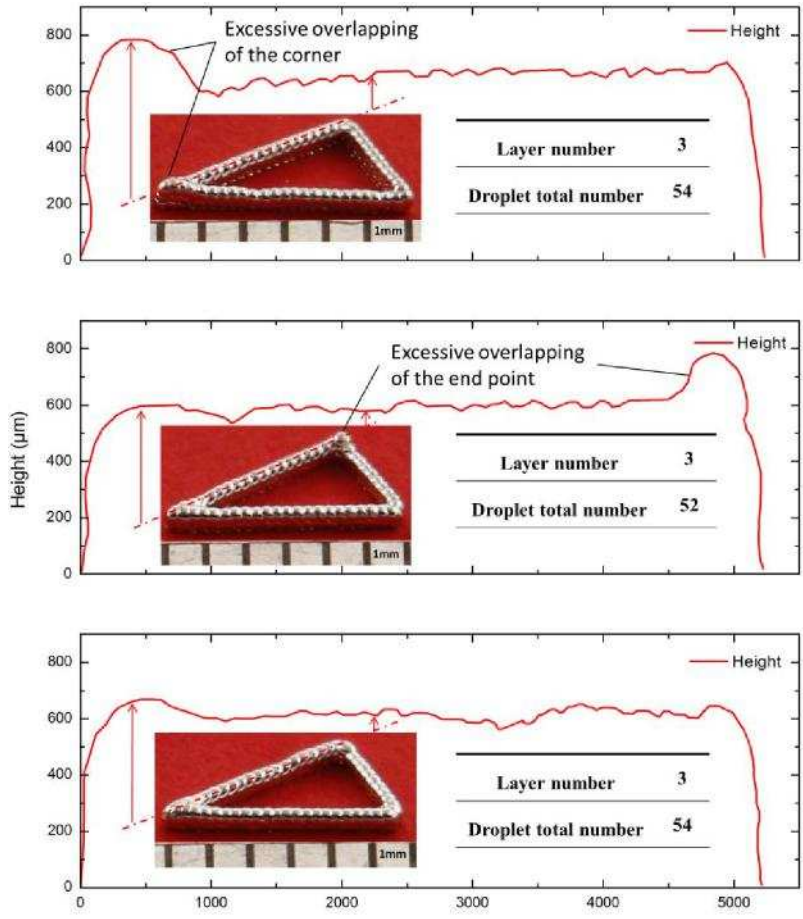 800
Excessive overlapping
of the corner
Height
600
400
Layer number 3
200
Droplet total number 54
1mm
0
800
Excessive overlapping
of the end point
Height
600
400
Layer number 3
200
Droplet total number 52
1mm
0
Height (μm)
800
Height
600
400
Layer number 3
200
Droplet total number 54
1mm
0
0 1000 2000 3000 4000 5000